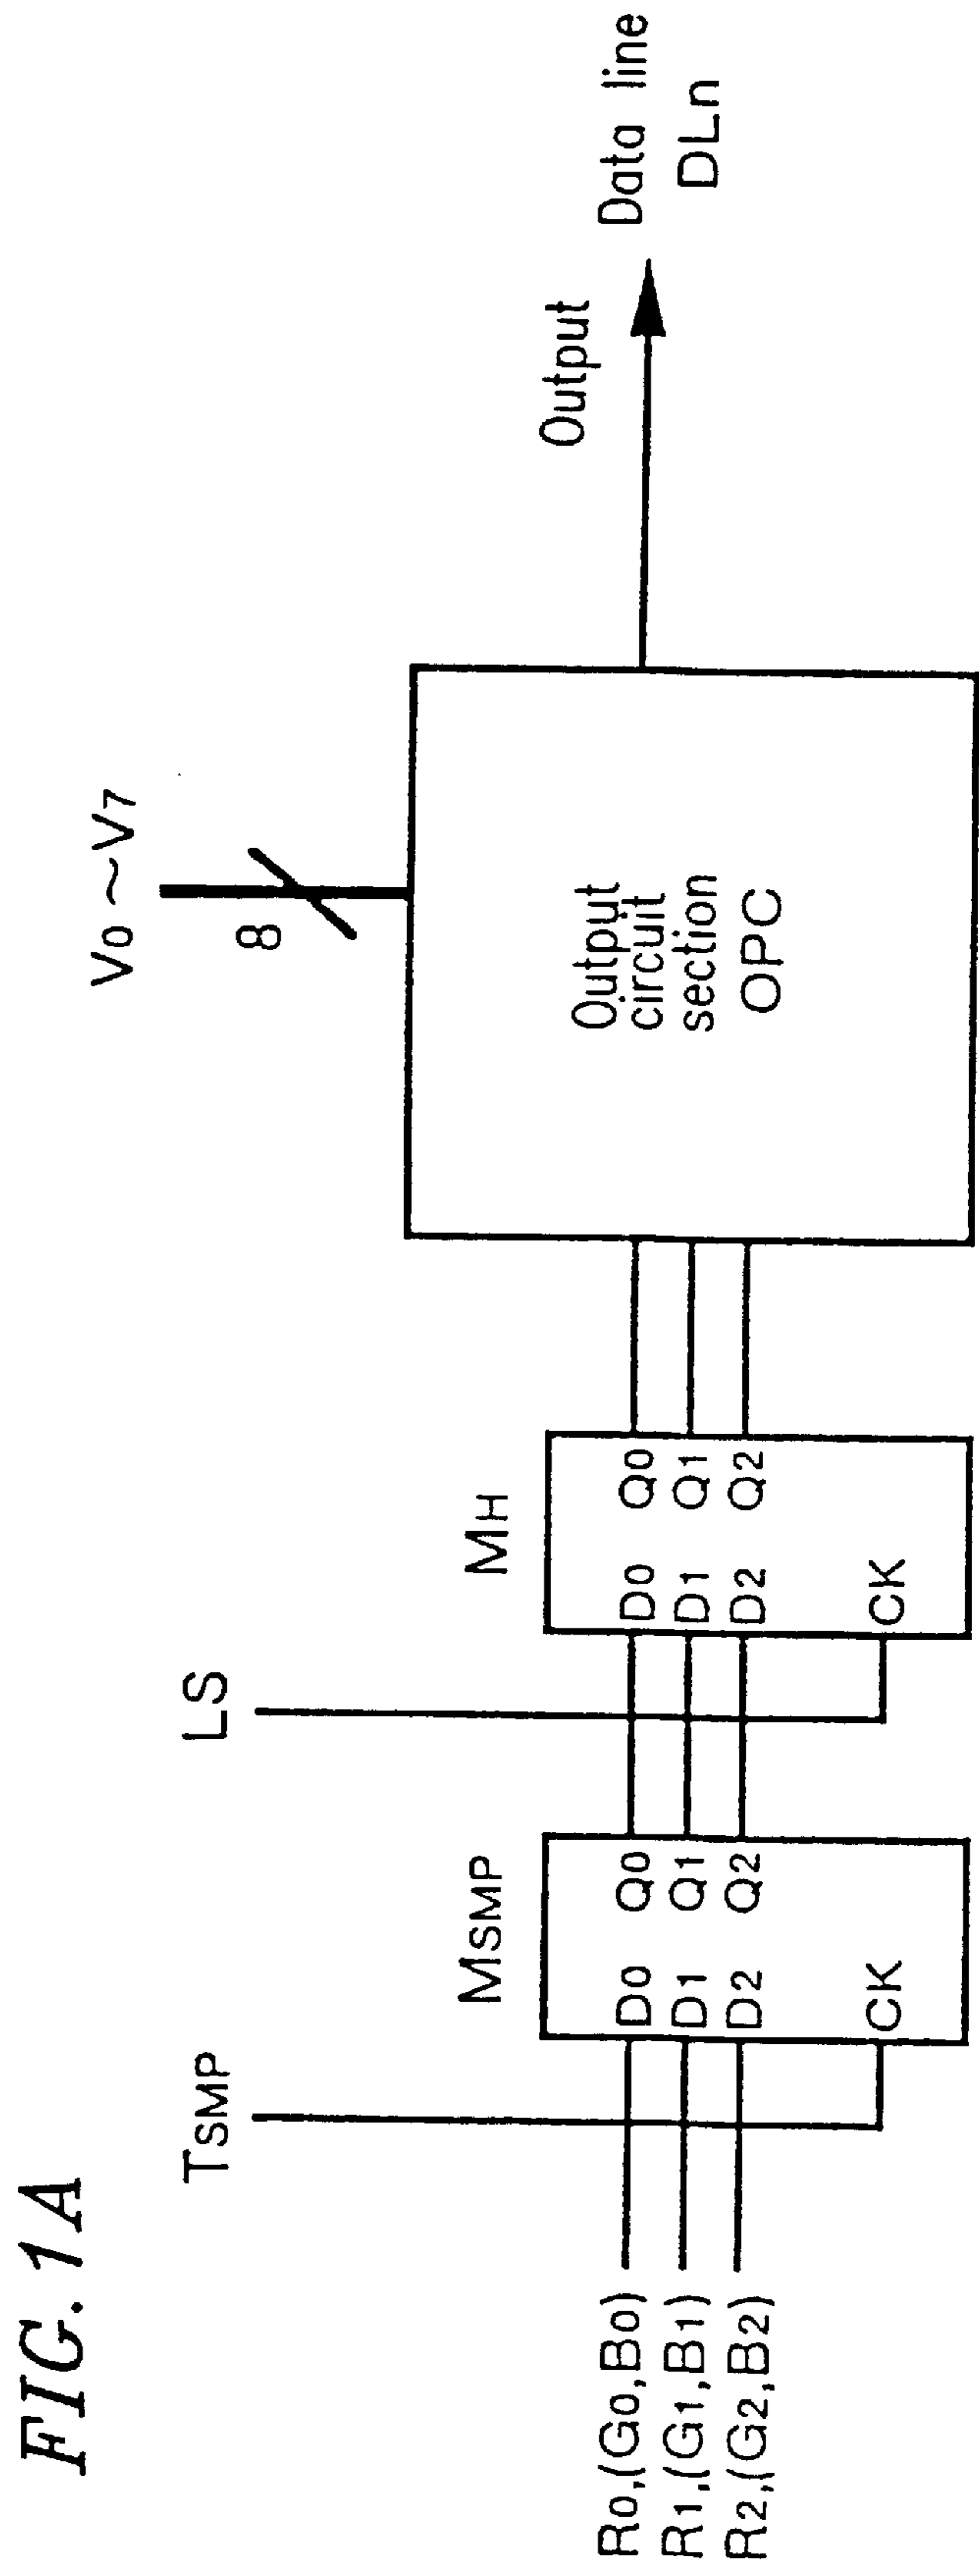 FIG. 1A
R0,(G0,B0)
R1,(G1,B1)
R2,(G2,B2)
TSMP
MSMP
D0 Q0
D1 Q1
D2 Q2
CK
LS
MH
D0 Q0
D1 Q1
D2 Q2
CK
V0 ~V7
8
Output
circuit
section
OPC
Output
Data line
DLn